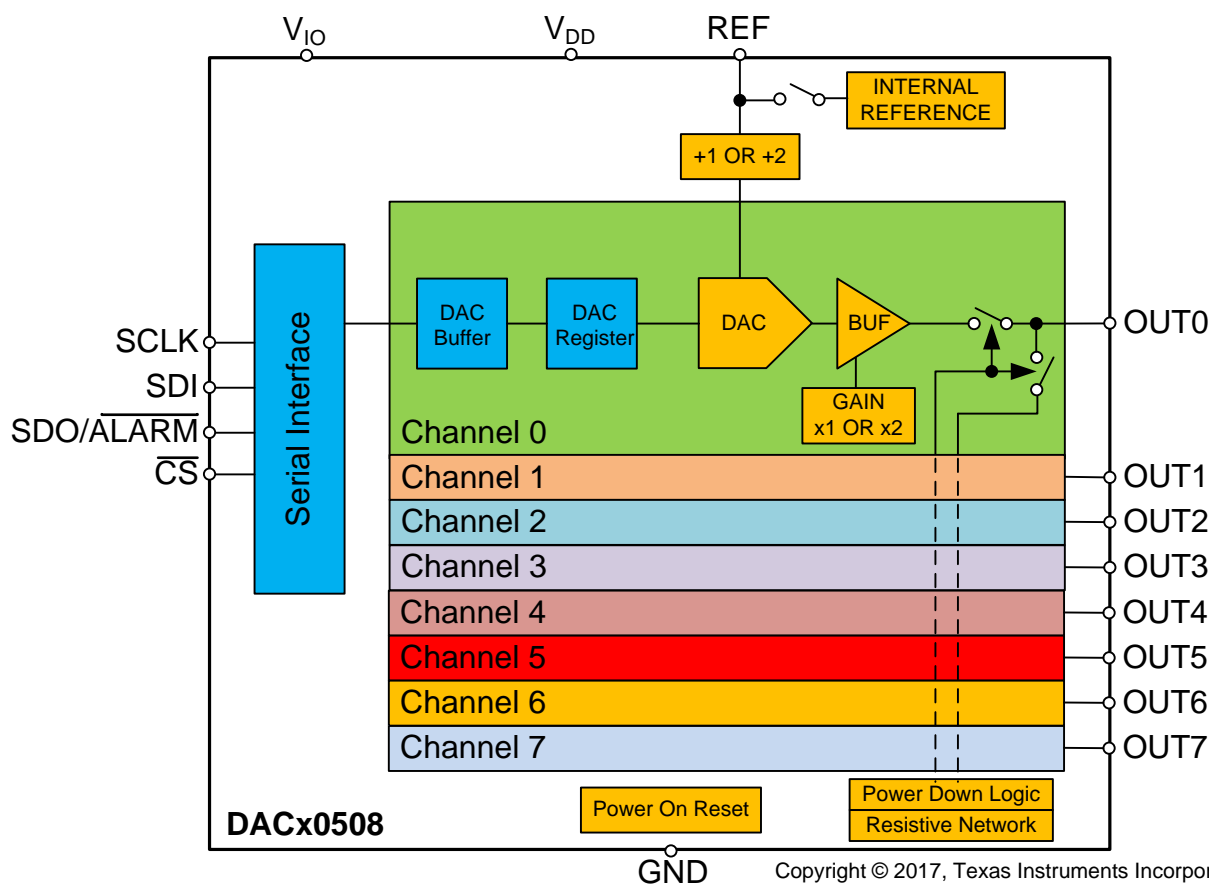 V_IO
V_DD
REF
INTERNAL
REFERENCE
+1 OR +2
Serial Interface
DAC
Buffer
DAC
Register
DAC
BUF
GAIN
x1 OR x2
SCLK
SDI
SDO/ALARM
CS
OUT0
Channel 0
Channel 1
OUT1
Channel 2
OUT2
Channel 3
OUT3
Channel 4
OUT4
Channel 5
OUT5
Channel 6
OUT6
Channel 7
OUT7
Power On Reset
Power Down Logic
Resistive Network
DACx0508
GND
Copyright © 2017, Texas Instruments Incorpor